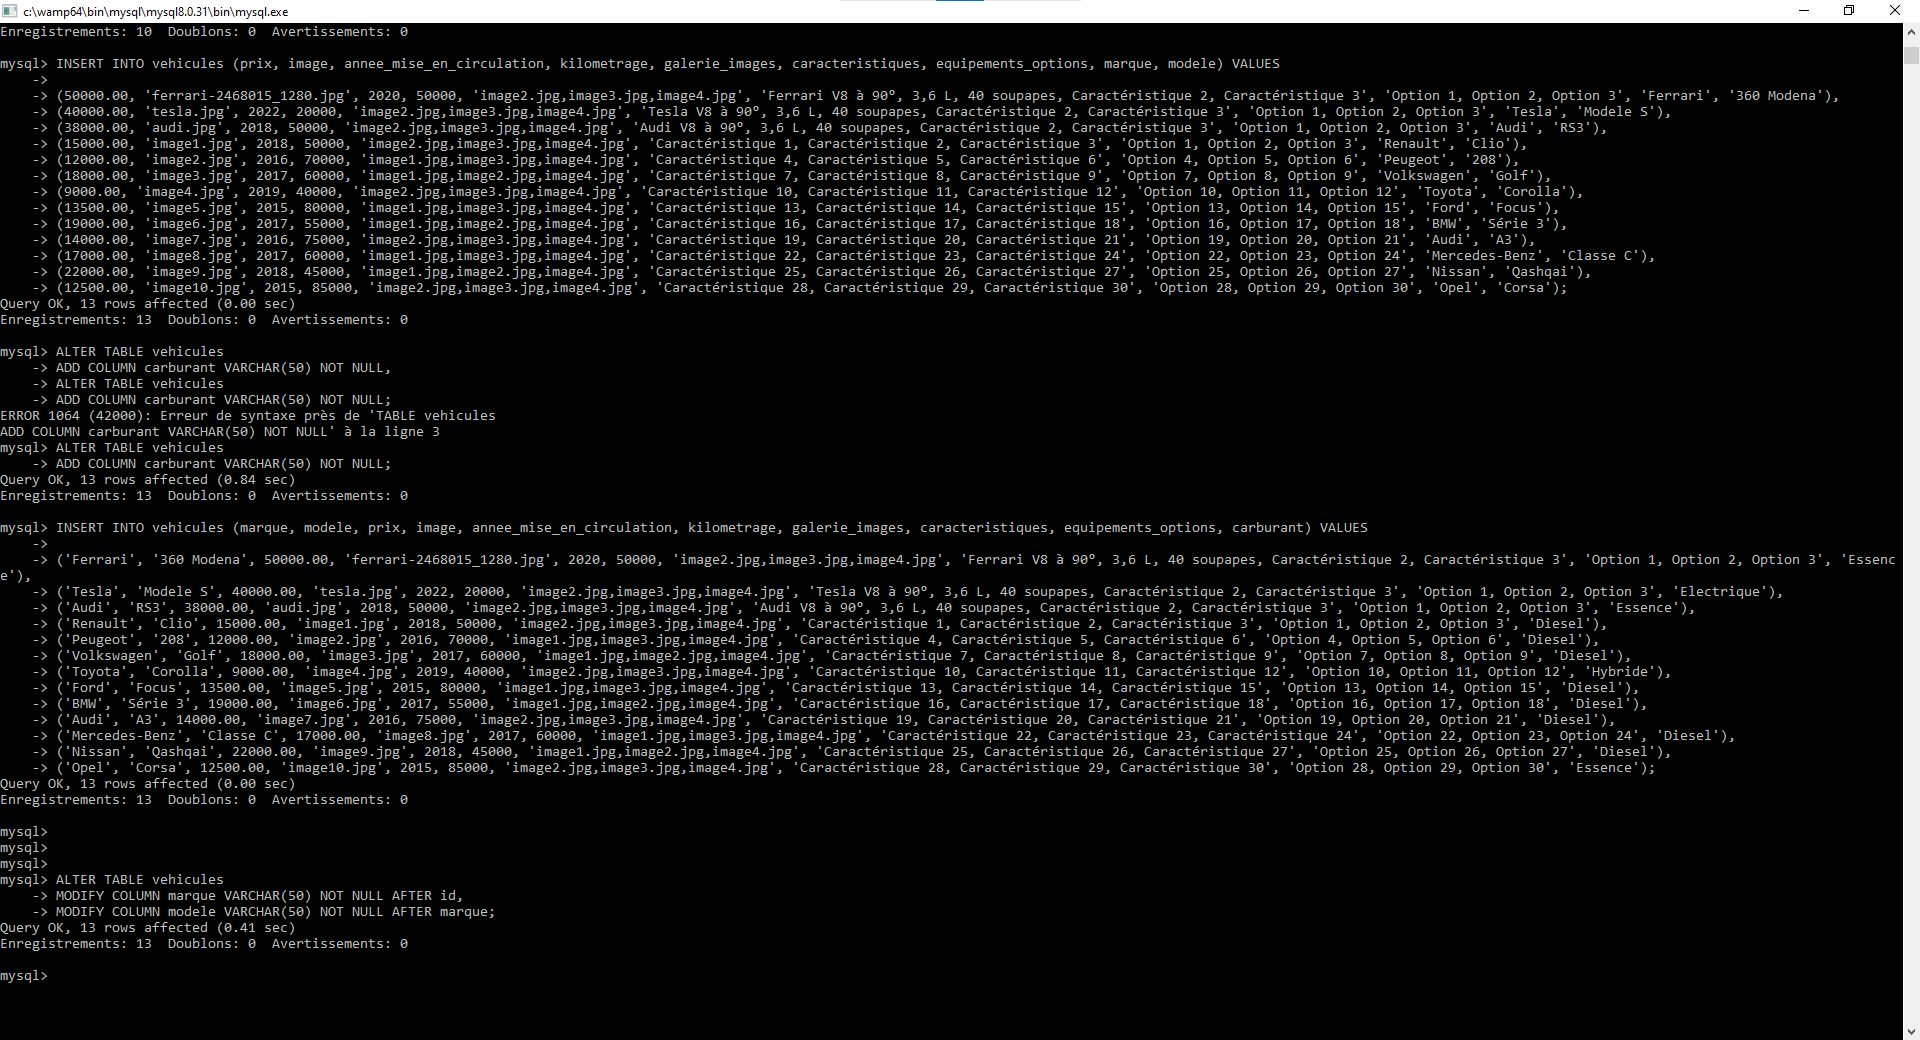 c:\wamp64\bin\mysql\mysql8.0.31\bin\mysql.exe
Enregistrements: 10  Doublons: 0  Avertissements: 0
mysql> INSERT INTO vehicules (prix, image, annee_mise_en_circulation, kilometrage, galerie_images, caracteristiques, equipements_options, marque, modele) VALUES
    ->
    -> (50000.00, 'ferrari-2468015_1280.jpg', 2020, 50000, 'image2.jpg,image3.jpg,image4.jpg', 'Ferrari V8 à 90°, 3,6 L, 40 soupapes, Caractéristique 2, Caractéristique 3', 'Option 1, Option 2, Option 3', 'Ferrari', '360 Modena'),
    -> (40000.00, 'tesla.jpg', 2022, 20000, 'image2.jpg,image3.jpg,image4.jpg', 'Tesla V8 à 90°, 3,6 L, 40 soupapes, Caractéristique 2, Caractéristique 3', 'Option 1, Option 2, Option 3', 'Tesla', 'Modele S'),
    -> (38000.00, 'audi.jpg', 2018, 50000, 'image2.jpg,image3.jpg,image4.jpg', 'Audi V8 à 90°, 3,6 L, 40 soupapes, Caractéristique 2, Caractéristique 3', 'Option 1, Option 2, Option 3', 'Audi', 'RS3'),
    -> (15000.00, 'image1.jpg', 2018, 50000, 'image2.jpg,image3.jpg,image4.jpg', 'Caractéristique 1, Caractéristique 2, Caractéristique 3', 'Option 1, Option 2, Option 3', 'Renault', 'Clio'),
    -> (12000.00, 'image2.jpg', 2016, 70000, 'image1.jpg,image3.jpg,image4.jpg', 'Caractéristique 4, Caractéristique 5, Caractéristique 6', 'Option 4, Option 5, Option 6', 'Peugeot', '208'),
    -> (18000.00, 'image3.jpg', 2017, 60000, 'image1.jpg,image2.jpg,image4.jpg', 'Caractéristique 7, Caractéristique 8, Caractéristique 9', 'Option 7, Option 8, Option 9', 'Volkswagen', 'Golf'),
    -> (9000.00, 'image4.jpg', 2019, 40000, 'image2.jpg,image3.jpg,image4.jpg', 'Caractéristique 10, Caractéristique 11, Caractéristique 12', 'Option 10, Option 11, Option 12', 'Toyota', 'Corolla'),
    -> (13500.00, 'image5.jpg', 2015, 80000, 'image1.jpg,image3.jpg,image4.jpg', 'Caractéristique 13, Caractéristique 14, Caractéristique 15', 'Option 13, Option 14, Option 15', 'Ford', 'Focus'),
    -> (19000.00, 'image6.jpg', 2017, 55000, 'image1.jpg,image2.jpg,image4.jpg', 'Caractéristique 16, Caractéristique 17, Caractéristique 18', 'Option 16, Option 17, Option 18', 'BMW', 'Série 3'),
    -> (14000.00, 'image7.jpg', 2016, 75000, 'image2.jpg,image3.jpg,image4.jpg', 'Caractéristique 19, Caractéristique 20, Caractéristique 21', 'Option 19, Option 20, Option 21', 'Audi', 'A3'),
    -> (17000.00, 'image8.jpg', 2017, 60000, 'image1.jpg,image3.jpg,image4.jpg', 'Caractéristique 22, Caractéristique 23, Caractéristique 24', 'Option 22, Option 23, Option 24', 'Mercedes-Benz', 'Classe C'),
    -> (22000.00, 'image9.jpg', 2018, 45000, 'image1.jpg,image2.jpg,image4.jpg', 'Caractéristique 25, Caractéristique 26, Caractéristique 27', 'Option 25, Option 26, Option 27', 'Nissan', 'Qashqai'),
    -> (12500.00, 'image10.jpg', 2015, 85000, 'image2.jpg,image3.jpg,image4.jpg', 'Caractéristique 28, Caractéristique 29, Caractéristique 30', 'Option 28, Option 29, Option 30', 'Opel', 'Corsa');
Query OK, 13 rows affected (0.00 sec)
Enregistrements: 13  Doublons: 0  Avertissements: 0
mysql> ALTER TABLE vehicules
    -> ADD COLUMN carburant VARCHAR(50) NOT NULL,
    -> ALTER TABLE vehicules
    -> ADD COLUMN carburant VARCHAR(50) NOT NULL;
ERROR 1064 (42000): Erreur de syntaxe près de 'TABLE vehicules
ADD COLUMN carburant VARCHAR(50) NOT NULL' à la ligne 3
mysql> ALTER TABLE vehicules
    -> ADD COLUMN carburant VARCHAR(50) NOT NULL;
Query OK, 13 rows affected (0.84 sec)
Enregistrements: 13  Doublons: 0  Avertissements: 0
mysql> INSERT INTO vehicules (marque, modele, prix, image, annee_mise_en_circulation, kilometrage, galerie_images, caracteristiques, equipements_options, carburant) VALUES
    ->
    -> ('Ferrari', '360 Modena', 50000.00, 'ferrari-2468015_1280.jpg', 2020, 50000, 'image2.jpg,image3.jpg,image4.jpg', 'Ferrari V8 à 90°, 3,6 L, 40 soupapes, Caractéristique 2, Caractéristique 3', 'Option 1, Option 2, Option 3', 'Essenc
e'),
    -> ('Tesla', 'Modele S', 40000.00, 'tesla.jpg', 2022, 20000, 'image2.jpg,image3.jpg,image4.jpg', 'Tesla V8 à 90°, 3,6 L, 40 soupapes, Caractéristique 2, Caractéristique 3', 'Option 1, Option 2, Option 3', 'Electrique'),
    -> ('Audi', 'RS3', 38000.00, 'audi.jpg', 2018, 50000, 'image2.jpg,image3.jpg,image4.jpg', 'Audi V8 à 90°, 3,6 L, 40 soupapes, Caractéristique 2, Caractéristique 3', 'Option 1, Option 2, Option 3', 'Essence'),
    -> ('Renault', 'Clio', 15000.00, 'image1.jpg', 2018, 50000, 'image2.jpg,image3.jpg,image4.jpg', 'Caractéristique 1, Caractéristique 2, Caractéristique 3', 'Option 1, Option 2, Option 3', 'Diesel'),
    -> ('Peugeot', '208', 12000.00, 'image2.jpg', 2016, 70000, 'image1.jpg,image3.jpg,image4.jpg', 'Caractéristique 4, Caractéristique 5, Caractéristique 6', 'Option 4, Option 5, Option 6', 'Diesel'),
    -> ('Volkswagen', 'Golf', 18000.00, 'image3.jpg', 2017, 60000, 'image1.jpg,image2.jpg,image4.jpg', 'Caractéristique 7, Caractéristique 8, Caractéristique 9', 'Option 7, Option 8, Option 9', 'Diesel'),
    -> ('Toyota', 'Corolla', 9000.00, 'image4.jpg', 2019, 40000, 'image2.jpg,image3.jpg,image4.jpg', 'Caractéristique 10, Caractéristique 11, Caractéristique 12', 'Option 10, Option 11, Option 12', 'Hybride'),
    -> ('Ford', 'Focus', 13500.00, 'image5.jpg', 2015, 80000, 'image1.jpg,image3.jpg,image4.jpg', 'Caractéristique 13, Caractéristique 14, Caractéristique 15', 'Option 13, Option 14, Option 15', 'Diesel'),
    -> ('BMW', 'Série 3', 19000.00, 'image6.jpg', 2017, 55000, 'image1.jpg,image2.jpg,image4.jpg', 'Caractéristique 16, Caractéristique 17, Caractéristique 18', 'Option 16, Option 17, Option 18', 'Diesel'),
    -> ('Audi', 'A3', 14000.00, 'image7.jpg', 2016, 75000, 'image2.jpg,image3.jpg,image4.jpg', 'Caractéristique 19, Caractéristique 20, Caractéristique 21', 'Option 19, Option 20, Option 21', 'Diesel'),
    -> ('Mercedes-Benz', 'Classe C', 17000.00, 'image8.jpg', 2017, 60000, 'image1.jpg,image3.jpg,image4.jpg', 'Caractéristique 22, Caractéristique 23, Caractéristique 24', 'Option 22, Option 23, Option 24', 'Diesel'),
    -> ('Nissan', 'Qashqai', 22000.00, 'image9.jpg', 2018, 45000, 'image1.jpg,image2.jpg,image4.jpg', 'Caractéristique 25, Caractéristique 26, Caractéristique 27', 'Option 25, Option 26, Option 27', 'Diesel'),
    -> ('Opel', 'Corsa', 12500.00, 'image10.jpg', 2015, 85000, 'image2.jpg,image3.jpg,image4.jpg', 'Caractéristique 28, Caractéristique 29, Caractéristique 30', 'Option 28, Option 29, Option 30', 'Essence');
Query OK, 13 rows affected (0.00 sec)
Enregistrements: 13  Doublons: 0  Avertissements: 0
mysql>
mysql>
mysql>
mysql> ALTER TABLE vehicules
    -> MODIFY COLUMN marque VARCHAR(50) NOT NULL AFTER id,
    -> MODIFY COLUMN modele VARCHAR(50) NOT NULL AFTER marque;
Query OK, 13 rows affected (0.41 sec)
Enregistrements: 13  Doublons: 0  Avertissements: 0
mysql>